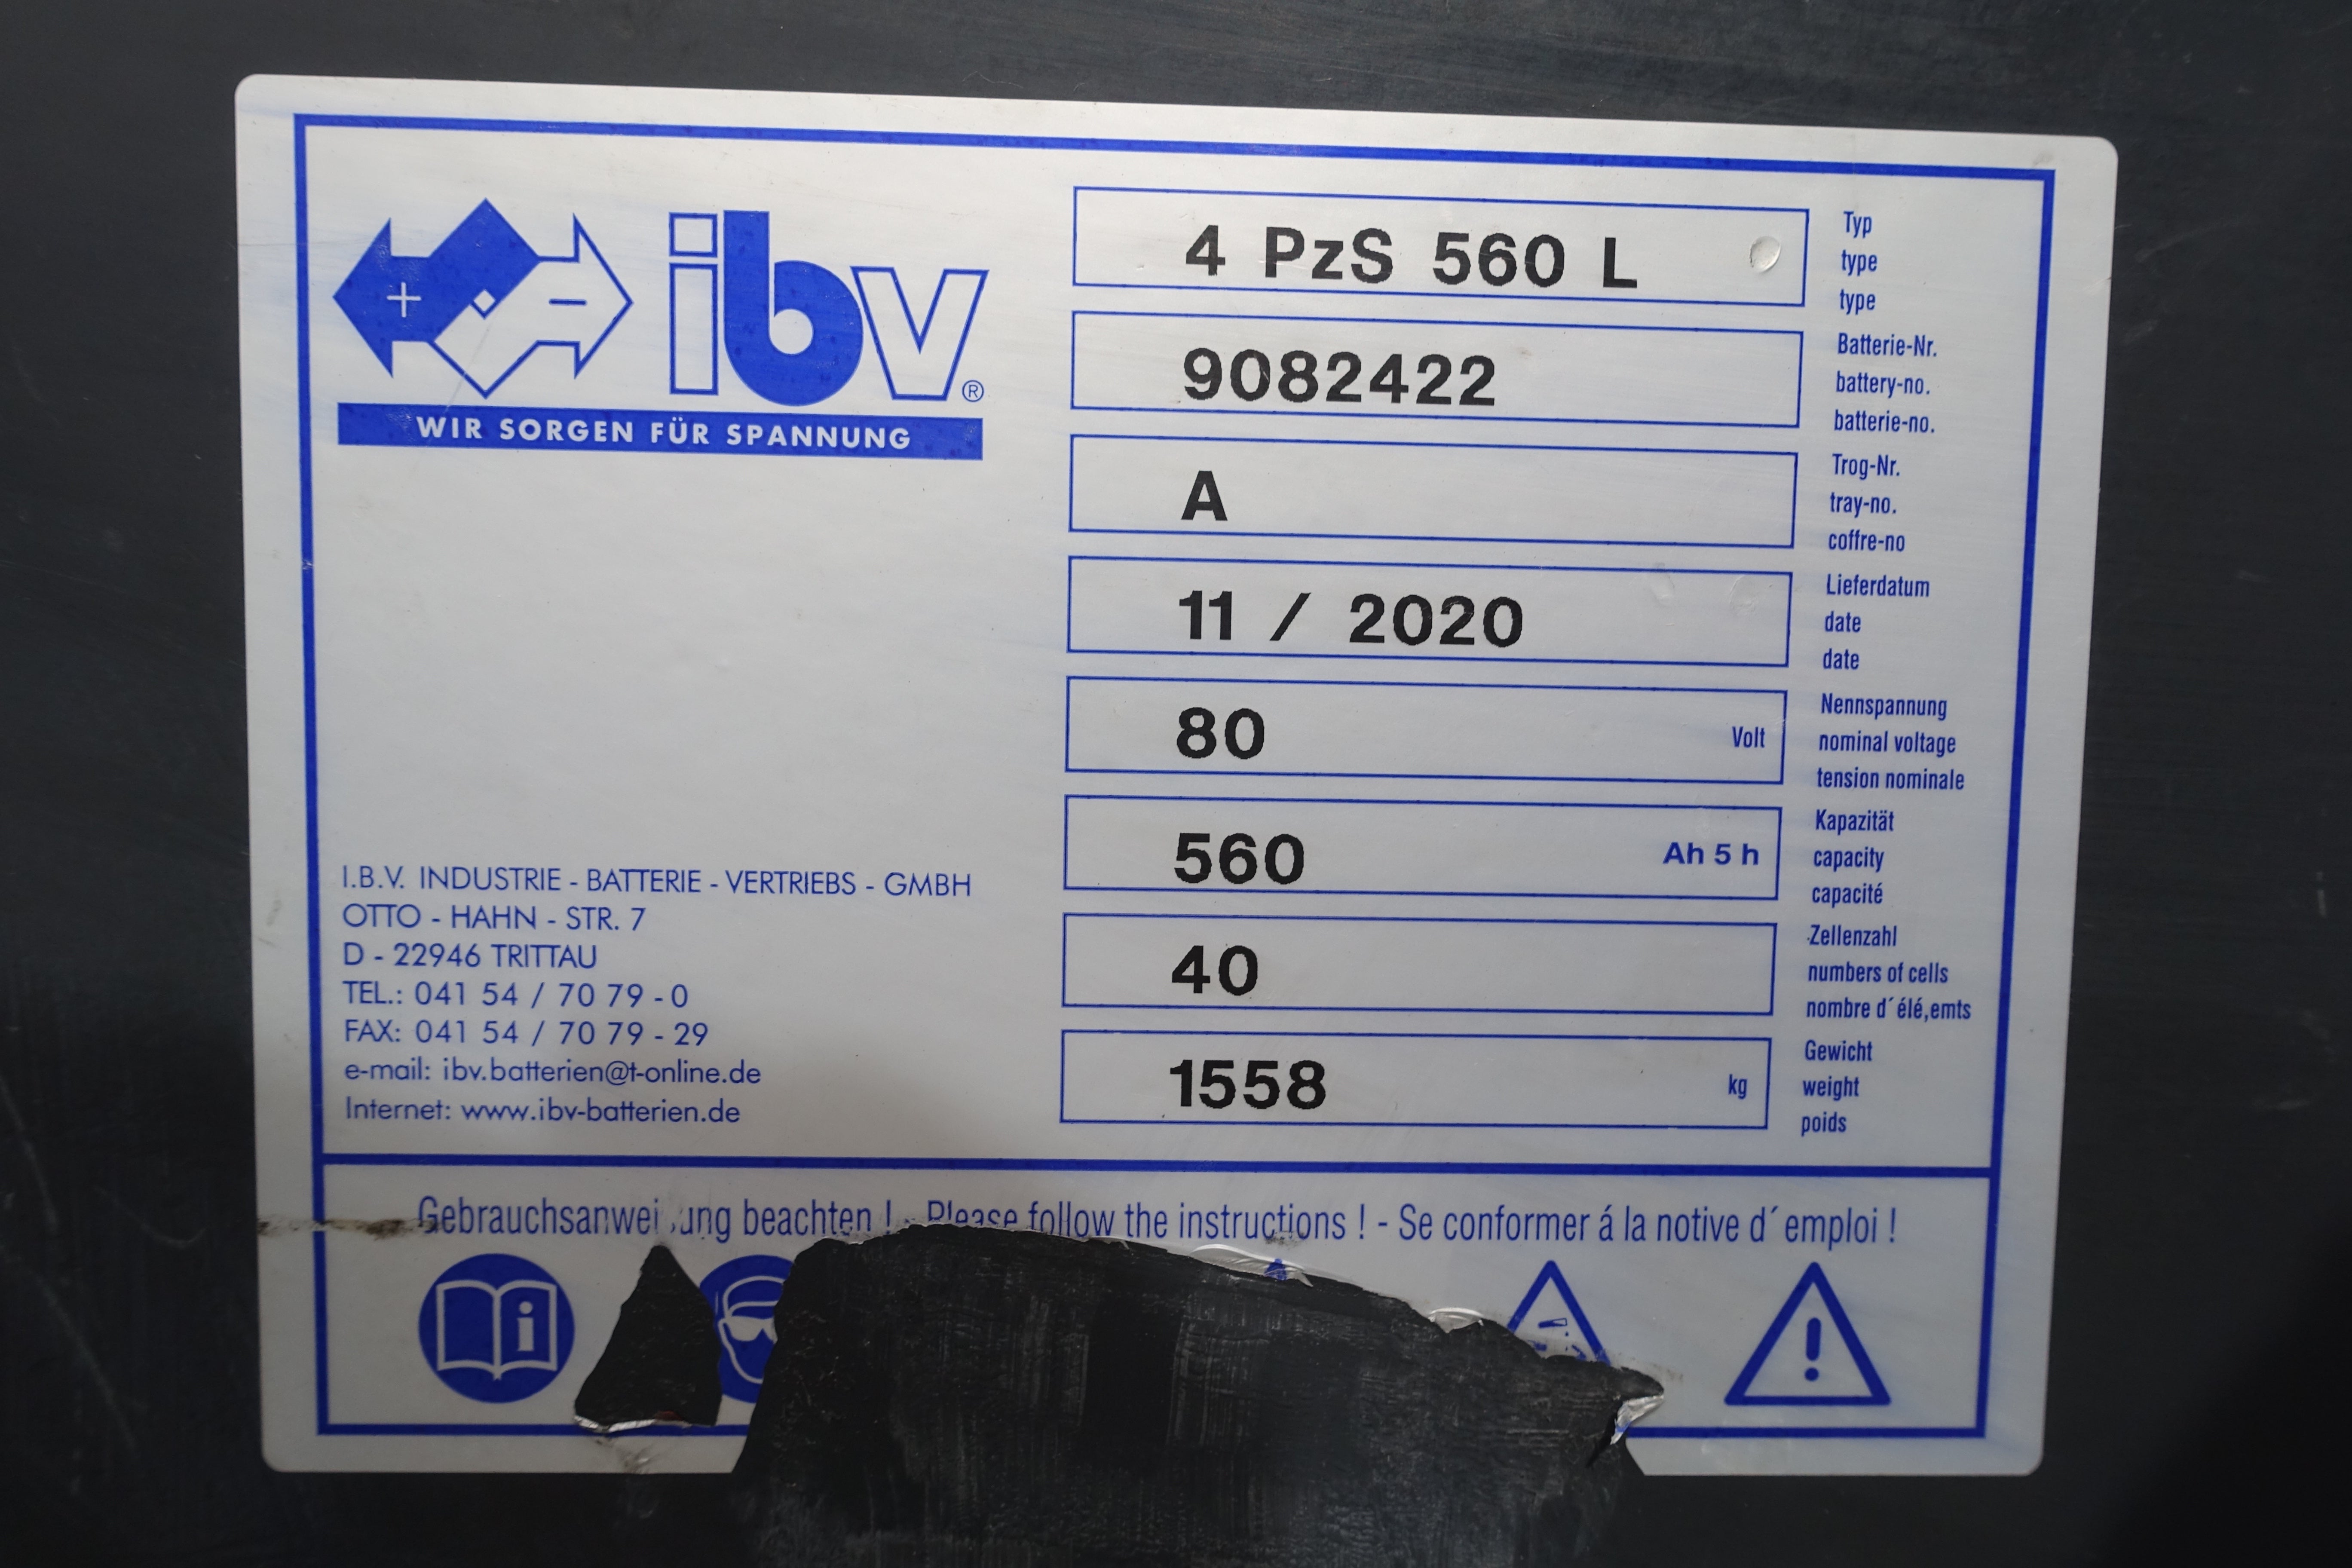 ibv®
WIR SORGEN FÜR SPANNUNG
I.B.V. INDUSTRIE - BATTERIE - VERTRIEBS - GMBH
OTTO - HAHN - STR. 7
D - 22946 TRITTAU
TEL.: 041 54 / 70 79 - 0
FAX: 041 54 / 70 79 - 29
e-mail: ibv.batterien@t-online.de
Internet: www.ibv-batterien.de
4 PzS 560 L
Typ
type
type
9082422
Batterie-Nr.
battery-no.
batterie-no.
A
Trog-Nr.
tray-no.
coffre-no
11 / 2020
Lieferdatum
date
date
80 Volt
Nennspannung
nominal voltage
tension nominale
560 Ah 5 h
Kapazität
capacity
capacité
40
Zellenzahl
numbers of cells
nombre d´élé,emts
1558 kg
Gewicht
weight
poids
Gebrauchsanweisung beachten ! - Please follow the instructions ! - Se conformer á la notive d´emploi !